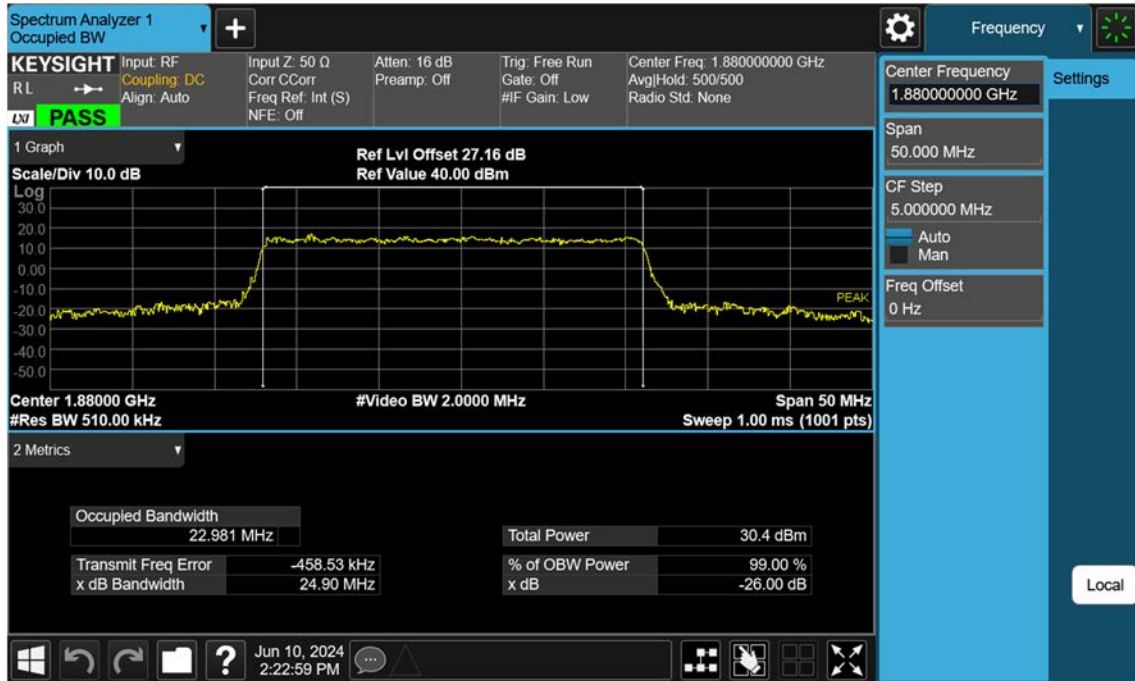 Spectrum Analyzer 1
Occupied BW
Frequency
KEYSIGHT
RL
LXI
PASS
Input: RF
Coupling: DC
Align: Auto
Input Z: 50 Ω
Corr CCorr
Freq Ref: Int (S)
NFE: Off
Atten: 16 dB
Preamp: Off
Trig: Free Run
Gate: Off
#IF Gain: Low
Center Freq: 1.880000000 GHz
Avg|Hold: 500/500
Radio Std: None
1 Graph
Scale/Div 10.0 dB
Ref Lvl Offset 27.16 dB
Ref Value 40.00 dBm
Log
30.0
20.0
10.0
0.00
-10.0
-20.0
-30.0
-40.0
-50.0
PEAK
Center 1.88000 GHz
#Video BW 2.0000 MHz
Span 50 MHz
#Res BW 510.00 kHz
Sweep 1.00 ms (1001 pts)
2 Metrics
Occupied Bandwidth
22.981 MHz
Total Power 30.4 dBm
Transmit Freq Error -458.53 kHz
% of OBW Power 99.00 %
x dB Bandwidth 24.90 MHz
x dB -26.00 dB
?
Jun 10, 2024
2:22:59 PM
Center Frequency
1.880000000 GHz
Settings
Span
50.000 MHz
CF Step
5.000000 MHz
Auto
Man
Freq Offset
0 Hz
Local